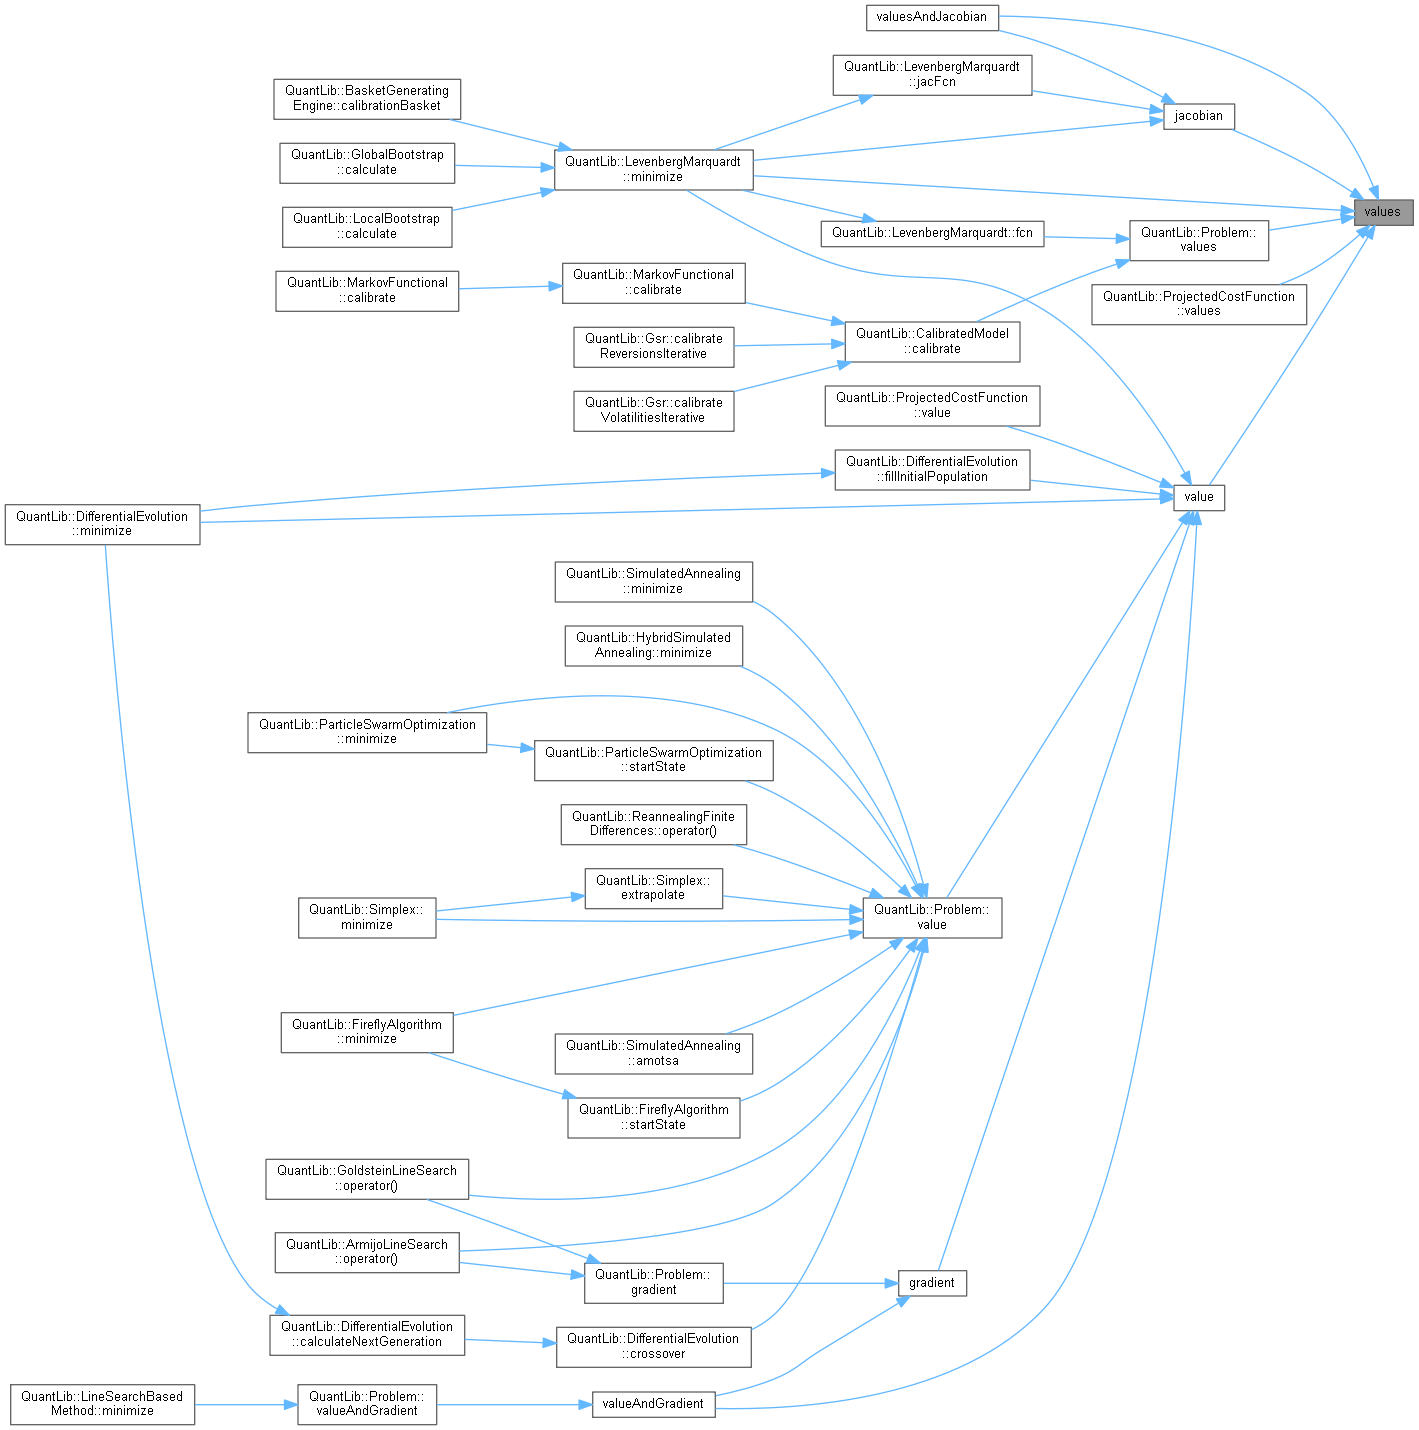 valuesAndJacobian
QuantLib::LevenbergMarquardt
::jacFcn
QuantLib::BasketGenerating
Engine::calibrationBasket
jacobian
QuantLib::GlobalBootstrap
::calculate
QuantLib::LevenbergMarquardt
::minimize
values
QuantLib::LocalBootstrap
::calculate
QuantLib::LevenbergMarquardt::fcn
QuantLib::Problem::
values
QuantLib::MarkovFunctional
::calibrate
QuantLib::MarkovFunctional
::calibrate
QuantLib::ProjectedCostFunction
::values
QuantLib::Gsr::calibrate
ReversionsIterative
QuantLib::CalibratedModel
::calibrate
QuantLib::Gsr::calibrate
VolatilitiesIterative
QuantLib::ProjectedCostFunction
::value
QuantLib::DifferentialEvolution
::fillInitialPopulation
value
QuantLib::DifferentialEvolution
::minimize
QuantLib::SimulatedAnnealing
::minimize
QuantLib::HybridSimulated
Annealing::minimize
QuantLib::ParticleSwarmOptimization
::minimize
QuantLib::ParticleSwarmOptimization
::startState
QuantLib::ReannealingFinite
Differences::operator()
QuantLib::Simplex::
extrapolate
QuantLib::Simplex::
minimize
QuantLib::Problem::
value
QuantLib::FireflyAlgorithm
::minimize
QuantLib::SimulatedAnnealing
::amotsa
QuantLib::FireflyAlgorithm
::startState
QuantLib::GoldsteinLineSearch
::operator()
QuantLib::ArmijoLineSearch
::operator()
QuantLib::Problem::
gradient
gradient
QuantLib::DifferentialEvolution
::calculateNextGeneration
QuantLib::DifferentialEvolution
::crossover
QuantLib::LineSearchBased
Method::minimize
QuantLib::Problem::
valueAndGradient
valueAndGradient